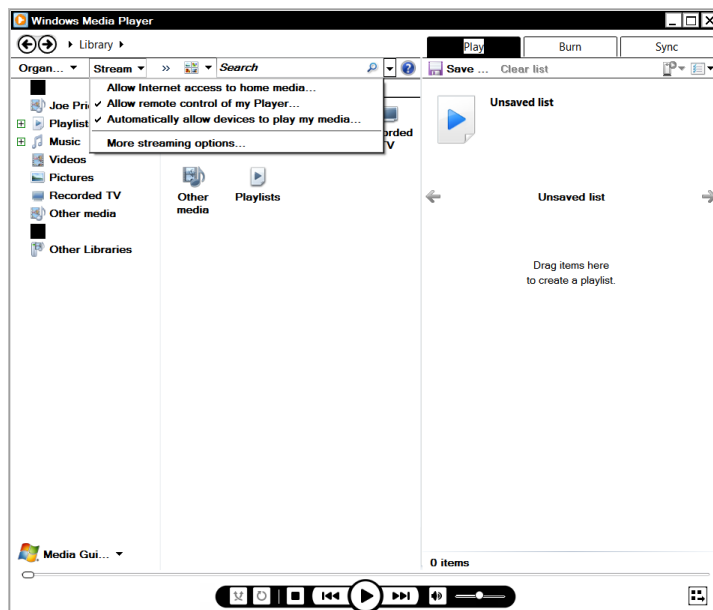 Windows Media Player
Library
Play
Burn
Sync
Organ...
Stream
»
Search
Save ...
Clear list
Allow Internet access to home media...
Allow remote control of my Player...
Automatically allow devices to play my media...
More streaming options...
Joe Pri
Playlist
Music
Videos
Pictures
Recorded TV
Other media
Other Libraries
rded
TV
Other
media
Playlists
Unsaved list
Unsaved list
Drag items here
to create a playlist.
Media Gui...
0 items